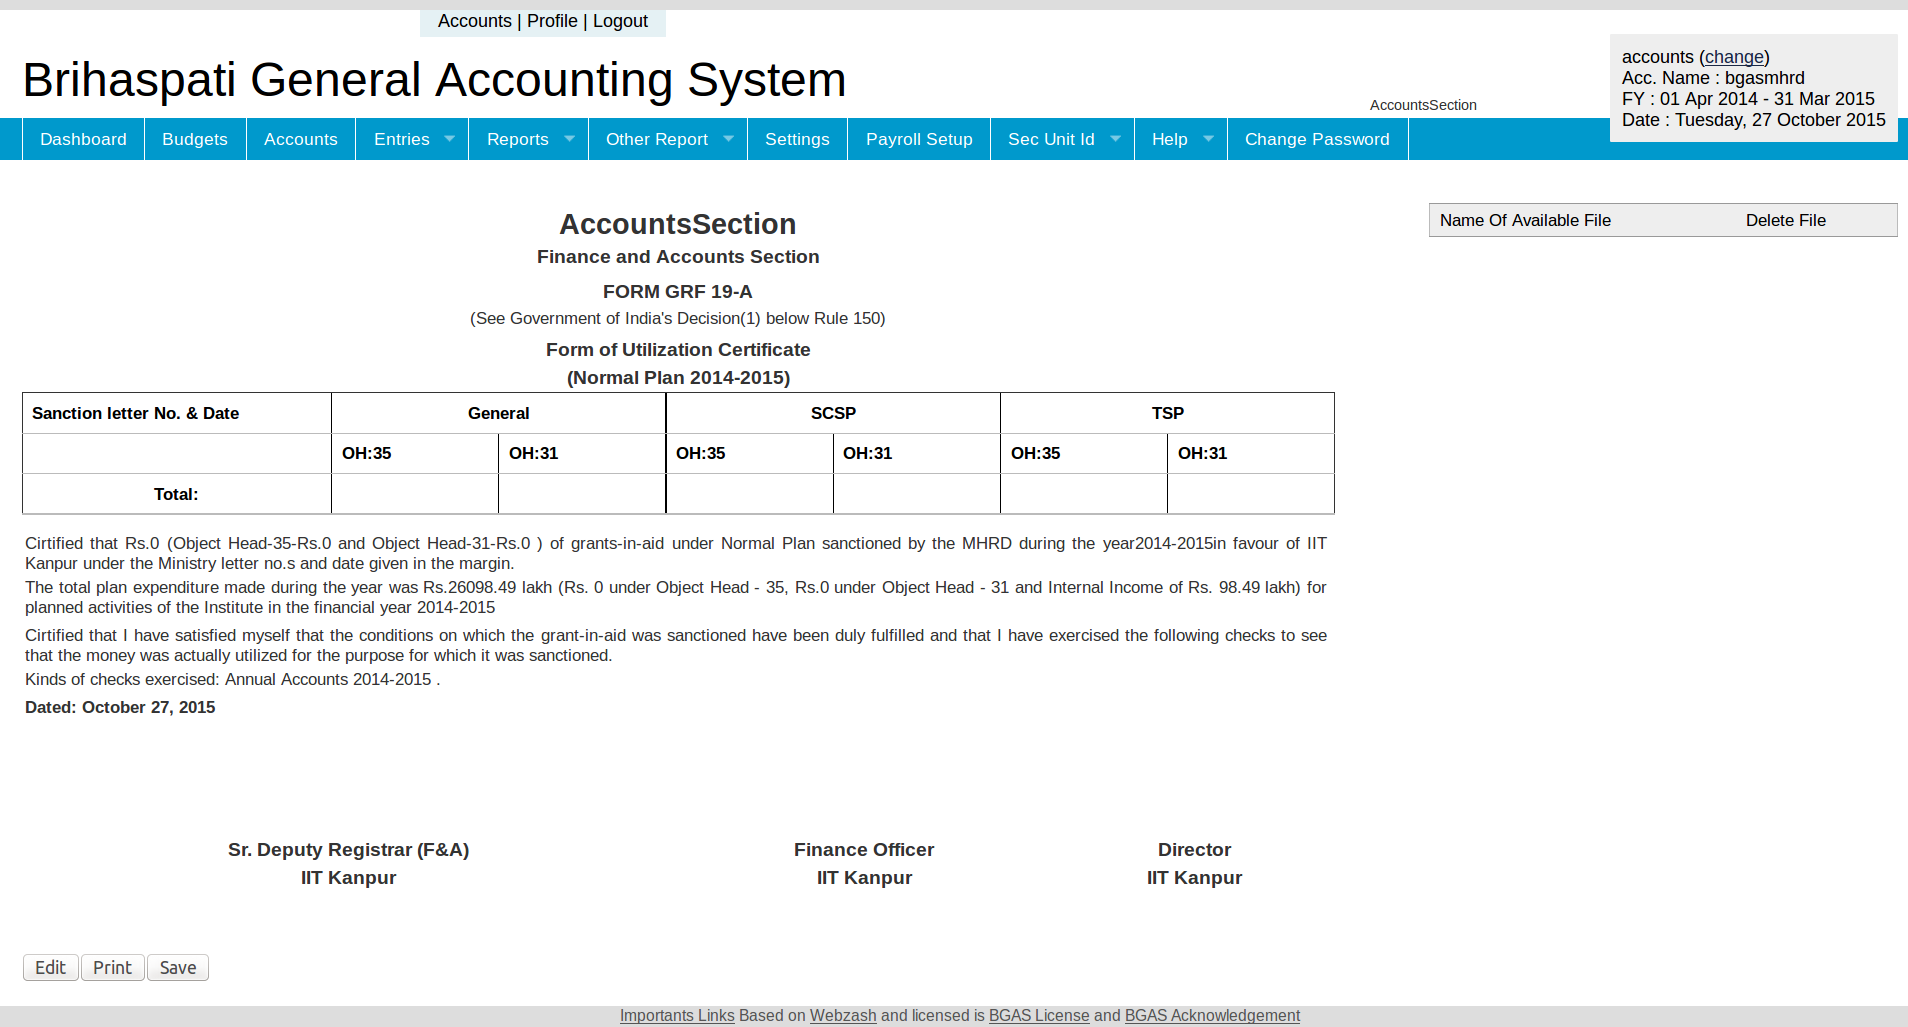 Accounts | Profile | Logout
Brihaspati General Accounting System
accounts (change)
Acc. Name : bgasmhrd
FY : 01 Apr 2014 - 31 Mar 2015
Date : Tuesday, 27 October 2015
AccountsSection
Dashboard Budgets Accounts Entries Reports Other Report Settings Payroll Setup Sec Unit Id Help Change Password
AccountsSection
Finance and Accounts Section
FORM GRF 19-A
(See Government of India's Decision(1) below Rule 150)
Form of Utilization Certificate
(Normal Plan 2014-2015)
Name Of Available File Delete File
Sanction letter No. & Date General SCSP TSP
OH:35 OH:31 OH:35 OH:31 OH:35 OH:31
Total:
Cirtified that Rs.0 (Object Head-35-Rs.0 and Object Head-31-Rs.0 ) of grants-in-aid under Normal Plan sanctioned by the MHRD during the year2014-2015in favour of IIT
Kanpur under the Ministry letter no.s and date given in the margin.
The total plan expenditure made during the year was Rs.26098.49 lakh (Rs. 0 under Object Head - 35, Rs.0 under Object Head - 31 and Internal Income of Rs. 98.49 lakh) for
planned activities of the Institute in the financial year 2014-2015
Cirtified that I have satisfied myself that the conditions on which the grant-in-aid was sanctioned have been duly fulfilled and that I have exercised the following checks to see
that the money was actually utilized for the purpose for which it was sanctioned.
Kinds of checks exercised: Annual Accounts 2014-2015 .
Dated: October 27, 2015
Sr. Deputy Registrar (F&A) Finance Officer Director
IIT Kanpur IIT Kanpur IIT Kanpur
Edit Print Save
Importants Links Based on Webzash and licensed is BGAS License and BGAS Acknowledgement